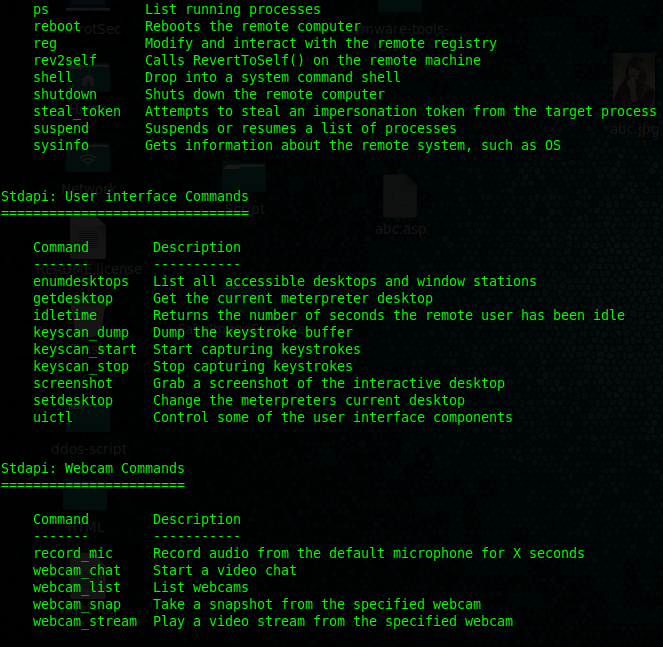 ps            List running processes
reboot        Reboots the remote computer
reg           Modify and interact with the remote registry
rev2self      Calls RevertToSelf() on the remote machine
shell         Drop into a system command shell
shutdown      Shuts down the remote computer
steal_token   Attempts to steal an impersonation token from the target process
suspend       Suspends or resumes a list of processes
sysinfo       Gets information about the remote system, such as OS
Stdapi: User interface Commands
===============================
Command        Description
-------        -----------
enumdesktops   List all accessible desktops and window stations
getdesktop     Get the current meterpreter desktop
idletime       Returns the number of seconds the remote user has been idle
keyscan_dump   Dump the keystroke buffer
keyscan_start  Start capturing keystrokes
keyscan_stop   Stop capturing keystrokes
screenshot     Grab a screenshot of the interactive desktop
setdesktop     Change the meterpreters current desktop
uictl          Control some of the user interface components
Stdapi: Webcam Commands
=======================
Command        Description
-------        -----------
record_mic     Record audio from the default microphone for X seconds
webcam_chat    Start a video chat
webcam_list    List webcams
webcam_snap    Take a snapshot from the specified webcam
webcam_stream  Play a video stream from the specified webcam
abc.jpg
Network
Script
abc.asp
README.license
ddos-script
HTML